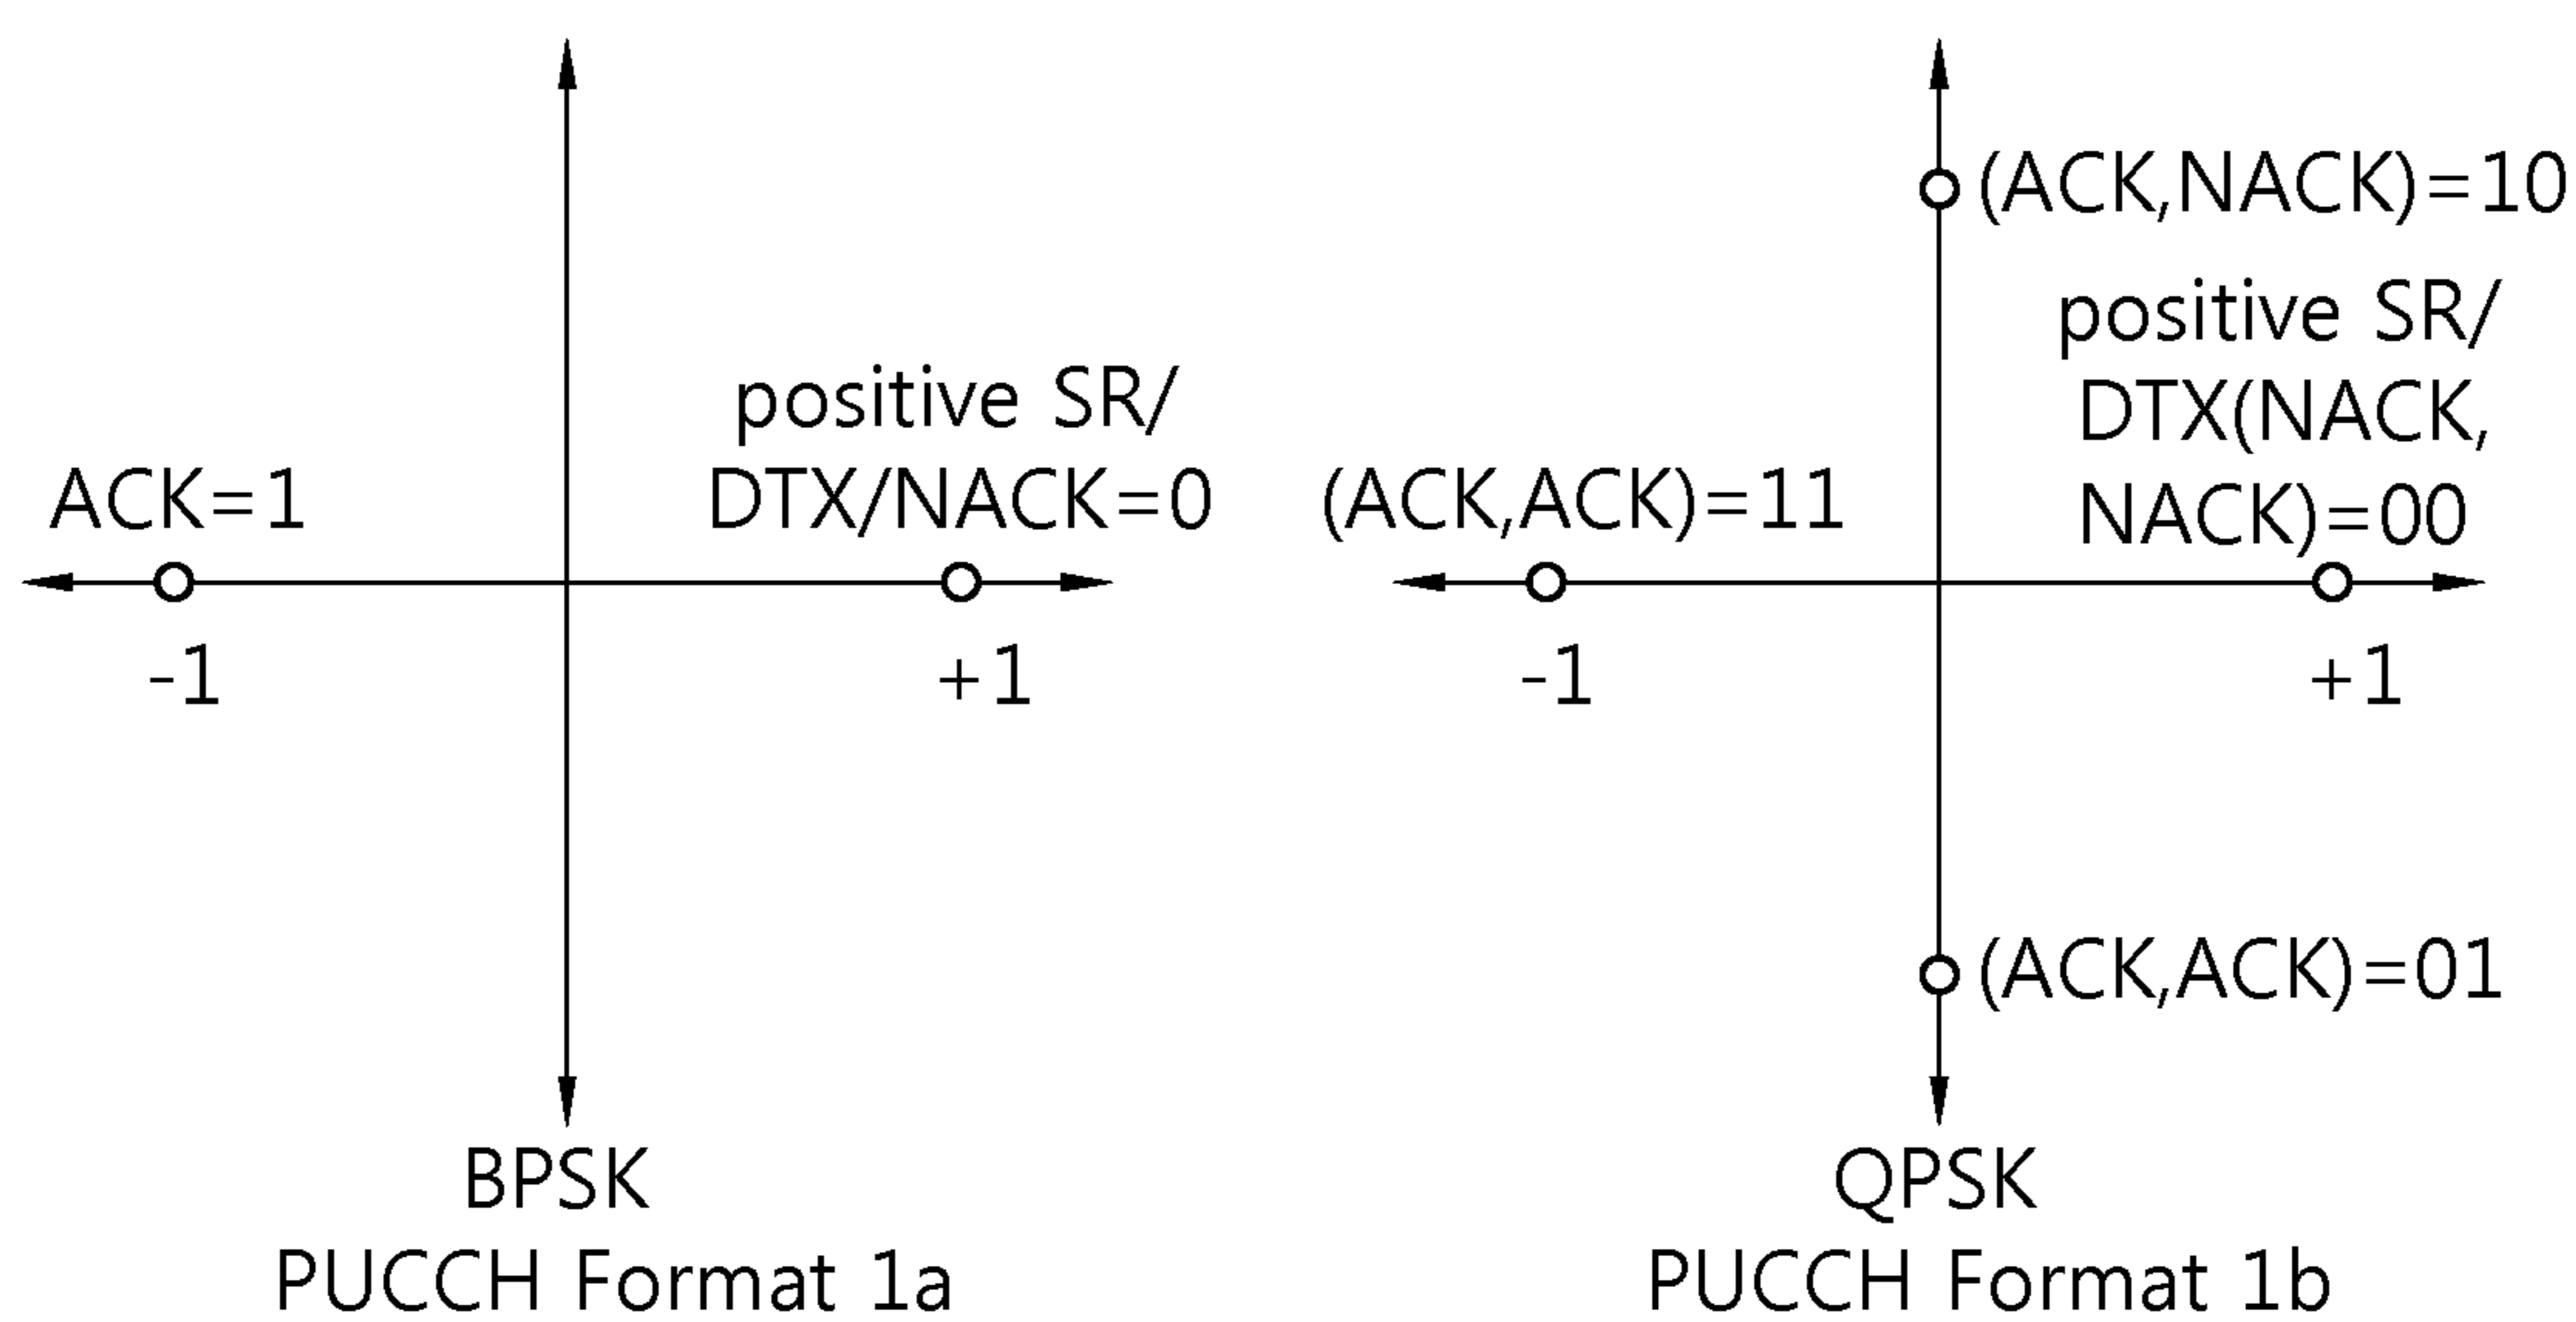 ACK=1
positive SR/
DTX/NACK=0
-1
+1
BPSK
PUCCH Format 1a
(ACK,NACK)=10
positive SR/
DTX(NACK,
NACK)=00
(ACK,ACK)=11
-1
+1
(ACK,ACK)=01
QPSK
PUCCH Format 1b